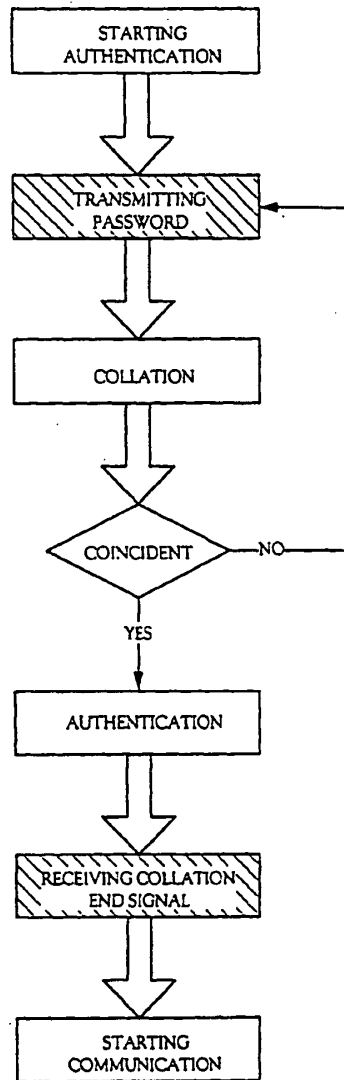 STARTING
AUTHENTICATION
TRANSMITTING
PASSWORD
COLLATION
COINCIDENT
NO
YES
AUTHENTICATION
RECEIVING COLLATION
END SIGNAL
STARTING
COMMUNICATION